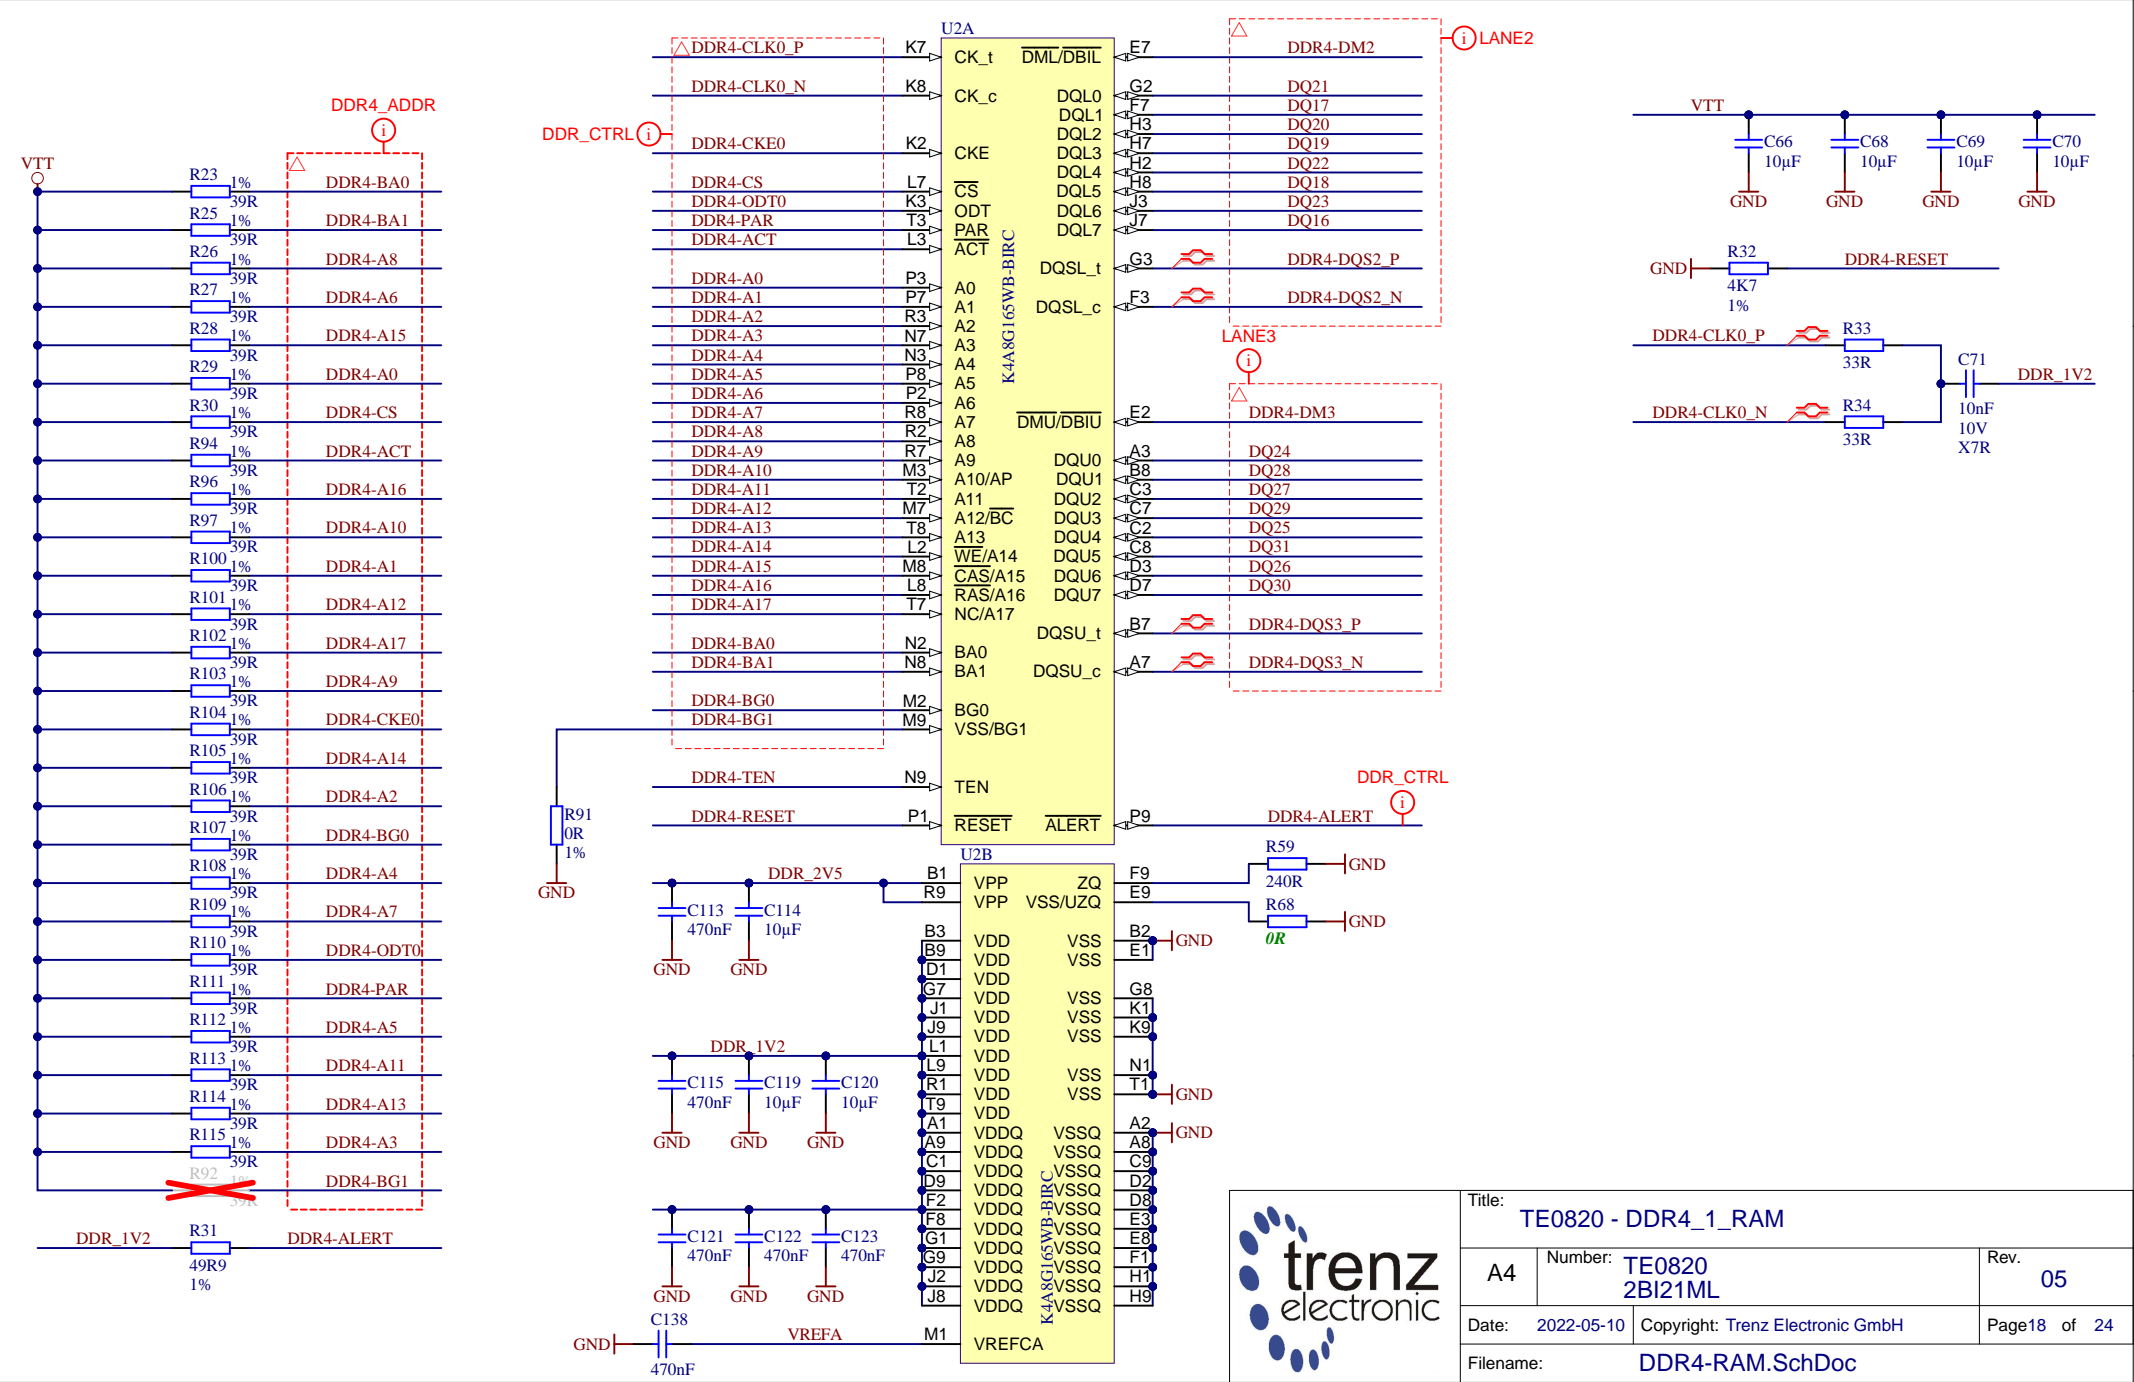 DDR4_ADDR
i
VTT
R23 1% 39R DDR4-BA0
R25 1% 39R DDR4-BA1
R26 1% 39R DDR4-A8
R27 1% 39R DDR4-A6
R28 1% 39R DDR4-A15
R29 1% 39R DDR4-A0
R30 1% 39R DDR4-CS
R94 1% 39R DDR4-ACT
R96 1% 39R DDR4-A16
R97 1% 39R DDR4-A10
R100 1% 39R DDR4-A1
R101 1% 39R DDR4-A12
R102 1% 39R DDR4-A17
R103 1% 39R DDR4-A9
R104 1% 39R DDR4-CKE0
R105 1% 39R DDR4-A14
R106 1% 39R DDR4-A2
R107 1% 39R DDR4-BG0
R108 1% 39R DDR4-A4
R109 1% 39R DDR4-A7
R110 1% 39R DDR4-ODT0
R111 1% 39R DDR4-PAR
R112 1% 39R DDR4-A5
R113 1% 39R DDR4-A11
R114 1% 39R DDR4-A13
R115 1% 39R DDR4-A3
R92 1% 39R DDR4-BG1
DDR_1V2 R31 DDR4-ALERT
49R9
1%
U2A
DDR_CTRL i
DDR4-CLK0_P K7 CK_t
DDR4-CLK0_N K8 CK_c
DDR4-CKE0 K2 CKE
DDR4-CS L7 CS
DDR4-ODT0 K3 ODT
DDR4-PAR T3 PAR
DDR4-ACT L3 ACT
DDR4-A0 P3 A0
DDR4-A1 P7 A1
DDR4-A2 R3 A2
DDR4-A3 N7 A3
DDR4-A4 N3 A4
DDR4-A5 P8 A5
DDR4-A6 P2 A6
DDR4-A7 R8 A7
DDR4-A8 R2 A8
DDR4-A9 R7 A9
DDR4-A10 M3 A10/AP
DDR4-A11 T2 A11
DDR4-A12 M7 A12/BC
DDR4-A13 T8 A13
DDR4-A14 L2 WE/A14
DDR4-A15 M8 CAS/A15
DDR4-A16 L8 RAS/A16
DDR4-A17 T7 NC/A17
DDR4-BA0 N2 BA0
DDR4-BA1 N8 BA1
DDR4-BG0 M2 BG0
DDR4-BG1 M9 VSS/BG1
DDR4-TEN N9 TEN
DDR4-RESET P1 RESET
R91
0R
1%
GND
K4A8G165WB-BIRC
i LANE2
DML/DBIL E7 DDR4-DM2
DQL0 G2 DQ21
DQL1 F7 DQ17
DQL2 H3 DQ20
DQL3 H7 DQ19
DQL4 H2 DQ22
DQL5 H8 DQ18
DQL6 J3 DQ23
DQL7 J7 DQ16
DQSL_t G3 DDR4-DQS2_P
DQSL_c F3 DDR4-DQS2_N
LANE3
i
DMU/DBIU E2 DDR4-DM3
DQU0 A3 DQ24
DQU1 B8 DQ28
DQU2 C3 DQ27
DQU3 C7 DQ29
DQU4 C2 DQ25
DQU5 C8 DQ31
DQU6 D3 DQ26
DQU7 D7 DQ30
DQSU_t B7 DDR4-DQS3_P
DQSU_c A7 DDR4-DQS3_N
DDR_CTRL
i
ALERT P9 DDR4-ALERT
U2B
DDR_2V5 B1 VPP
R9 VPP
C113 C114
470nF 10µF
GND GND
B3 VDD
B9 VDD
D1 VDD
G7 VDD
J1 VDD
J9 VDD
DDR_1V2 L1 VDD
L9 VDD
R1 VDD
T9 VDD
C115 C119 C120
470nF 10µF 10µF
GND GND GND
A1 VDDQ
A9 VDDQ
C1 VDDQ
D9 VDDQ
F2 VDDQ
F8 VDDQ
G1 VDDQ
G9 VDDQ
J2 VDDQ
J8 VDDQ
C121 C122 C123
470nF 470nF 470nF
GND GND GND
C138
GND VREFA M1 VREFCA
470nF
K4A8G165WB-BIRC
ZQ F9
VSS/UZQ E9
R59 GND
240R
R68 GND
0R
VSS B2 GND
VSS E1
VSS G8
VSS K1
VSS K9
VSS N1
VSS T1 GND
VSSQ A2 GND
VSSQ A8
VSSQ C9
VSSQ D2
VSSQ D8
VSSQ E3
VSSQ E8
VSSQ F1
VSSQ H1
VSSQ H9
VTT
C66 C68 C69 C70
10µF 10µF 10µF 10µF
GND GND GND GND
R32
GND DDR4-RESET
4K7
1%
DDR4-CLK0_P R33
33R
C71
DDR_1V2
10nF
10V
X7R
DDR4-CLK0_N R34
33R
trenz
electronic
Title:
TE0820 - DDR4_1_RAM
A4 Number: TE0820
2BI21ML
Rev.
05
Date: 2022-05-10 Copyright: Trenz Electronic GmbH Page18 of 24
Filename: DDR4-RAM.SchDoc